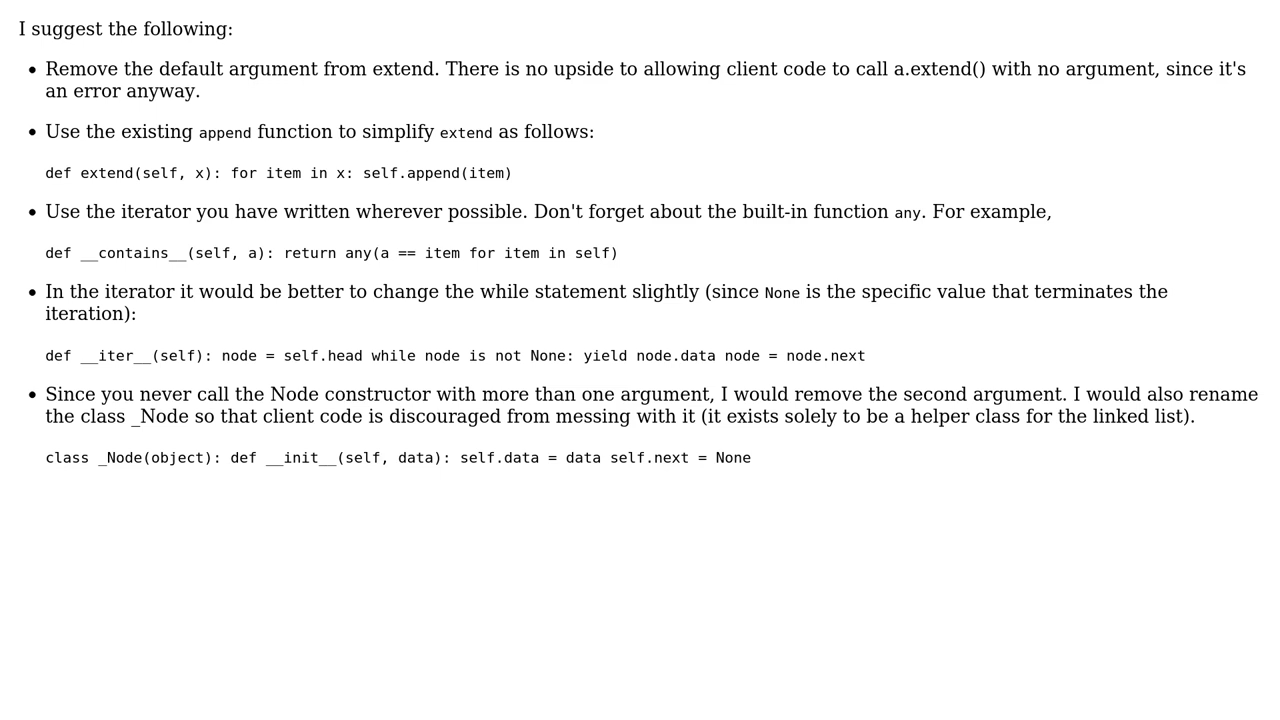 I suggest the following:
• Remove the default argument from extend. There is no upside to allowing client code to call a.extend() with no argument, since it's
an error anyway.
• Use the existing append function to simplify extend as follows:
def extend(self, x): for item in x: self.append(item)
• Use the iterator you have written wherever possible. Don't forget about the built-in function any. For example,
def __contains__(self, a): return any(a == item for item in self)
• In the iterator it would be better to change the while statement slightly (since None is the specific value that terminates the
iteration):
def __iter__(self): node = self.head while node is not None: yield node.data node = node.next
• Since you never call the Node constructor with more than one argument, I would remove the second argument. I would also rename
the class _Node so that client code is discouraged from messing with it (it exists solely to be a helper class for the linked list).
class _Node(object): def __init__(self, data): self.data = data self.next = None